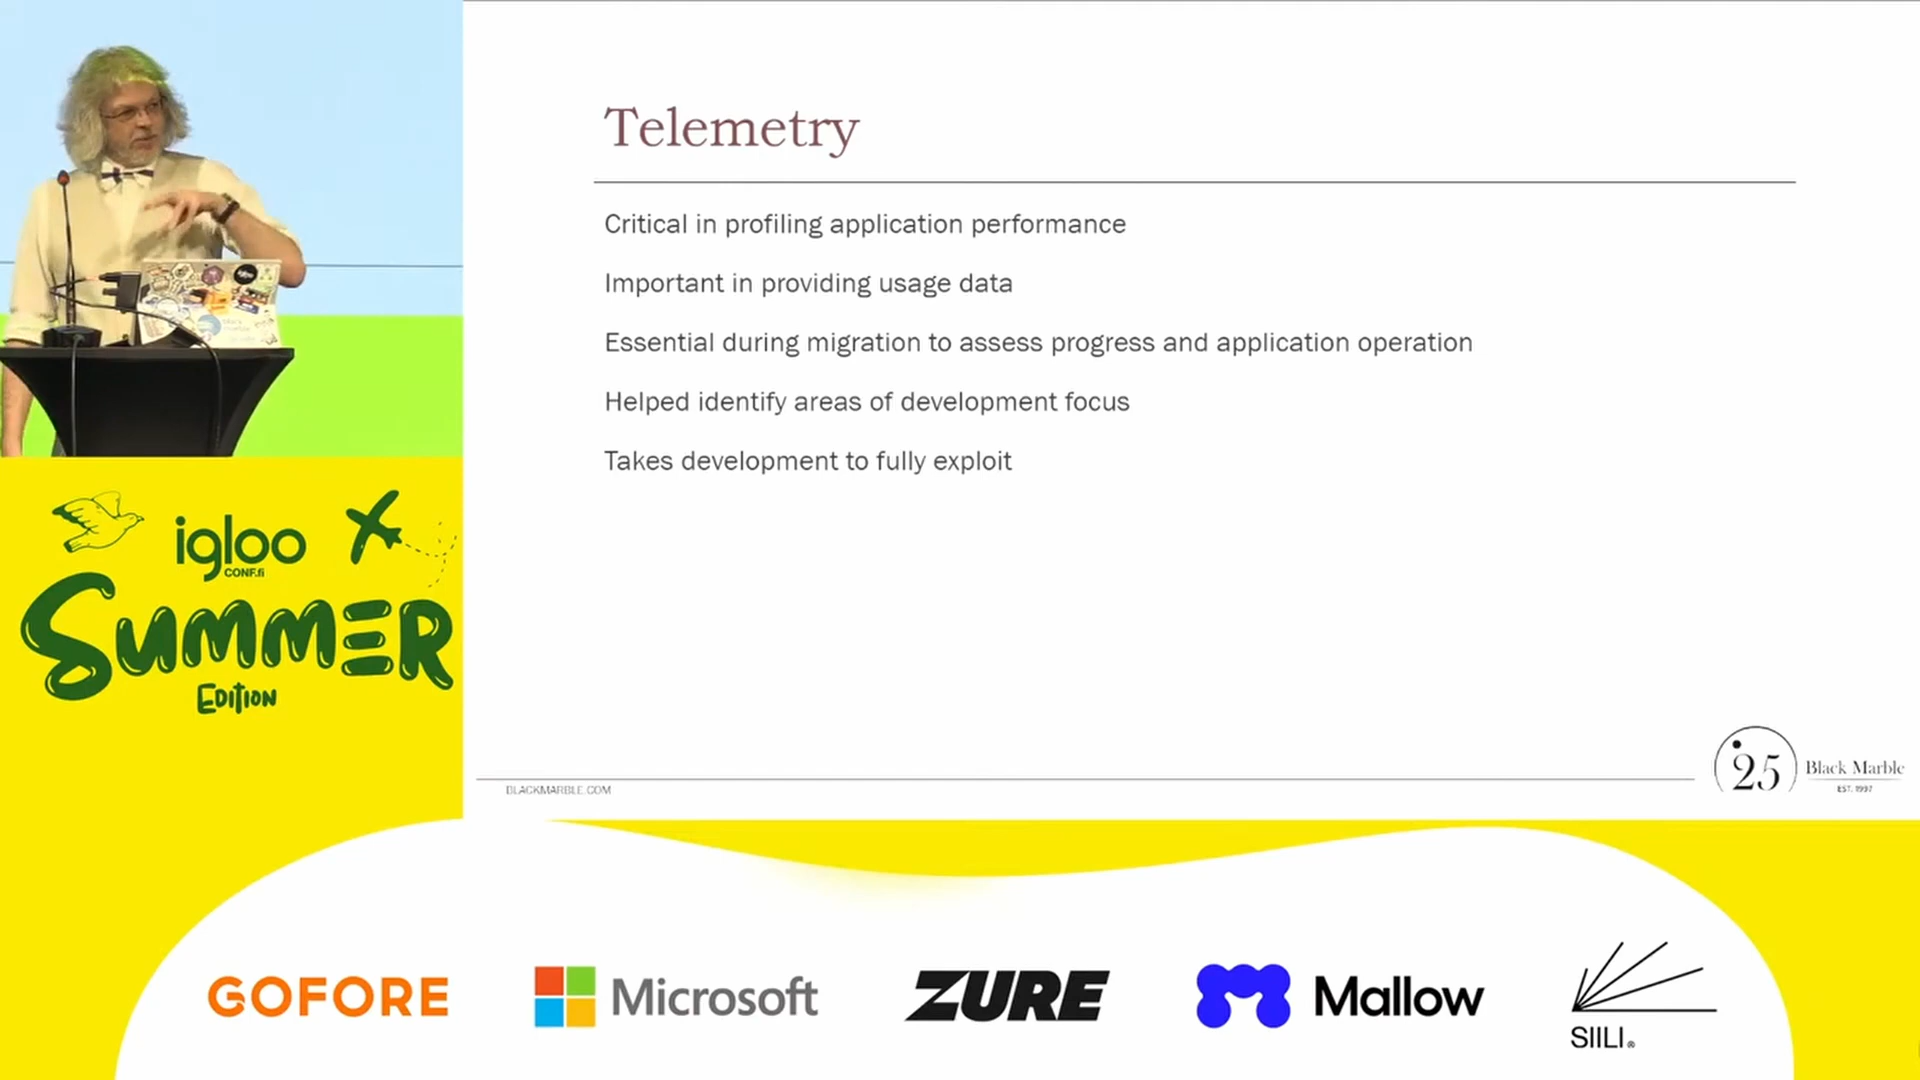 Telemetry
Critical in profiling application performance
Important in providing usage data
Essential during migration to assess progress and application operation
Helped identify areas of development focus
Takes development to fully exploit
BLACKMARBLE.COM
25
Black Marble
EST. 1997
igloo
CONF.fi
SUMMER
EDITION
GOFORE
Microsoft
ZURE
Mallow
SIILI®